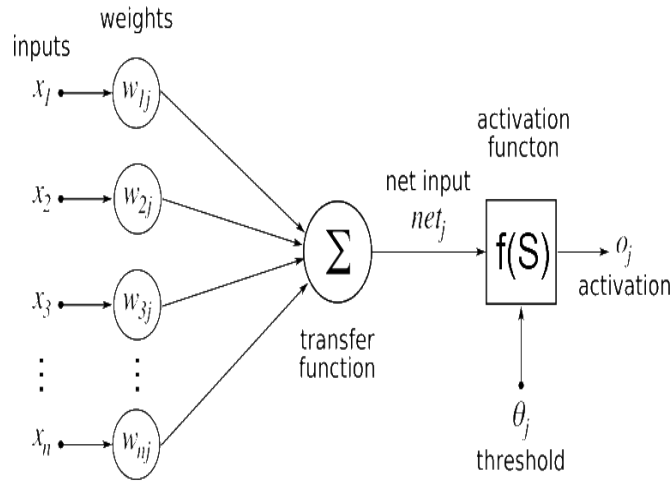 weights
inputs
x₁
w₁ⱼ
x₂
w₂ⱼ
x₃
w₃ⱼ
⋮
⋮
xₙ
wₙⱼ
Σ
transfer
function
net input
netⱼ
activation
functon
f(S)
oⱼ
activation
θⱼ
threshold